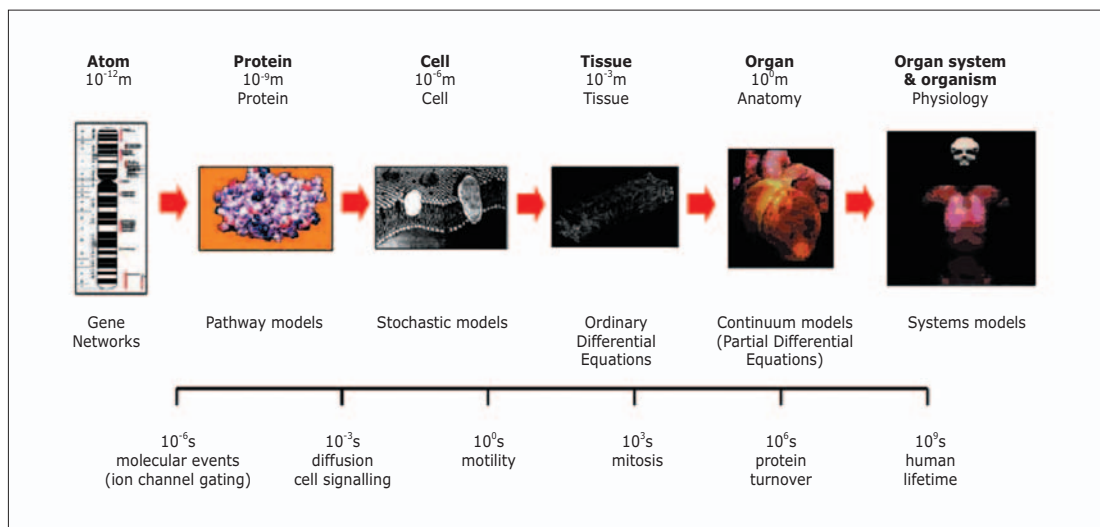 Atom
10⁻¹²m
Protein
10⁻⁹m
Protein
Cell
10⁻⁶m
Cell
Tissue
10⁻³m
Tissue
Organ
10⁰m
Anatomy
Organ system
& organism
Physiology
Gene
Networks
Pathway models
Stochastic models
Ordinary
Differential
Equations
Continuum models
(Partial Differential
Equations)
Systems models
10⁻⁶s
molecular events
(ion channel gating)
10⁻³s
diffusion
cell signalling
10⁰s
motility
10³s
mitosis
10⁶s
protein
turnover
10⁹s
human
lifetime